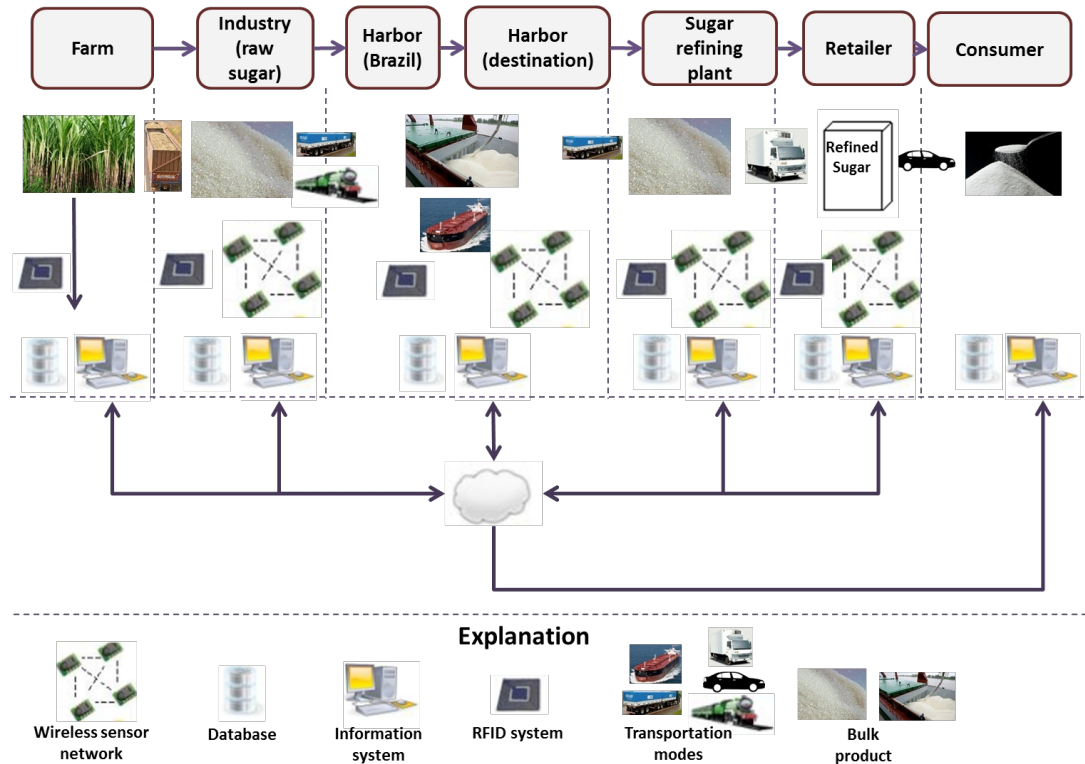 Farm
Industry
(raw
sugar)
Harbor
(Brazil)
Harbor
(destination)
Sugar
refining
plant
Retailer
Consumer
Refined
Sugar
Explanation
Wireless sensor
network
Database
Information
system
RFID system
Transportation
modes
Bulk
product